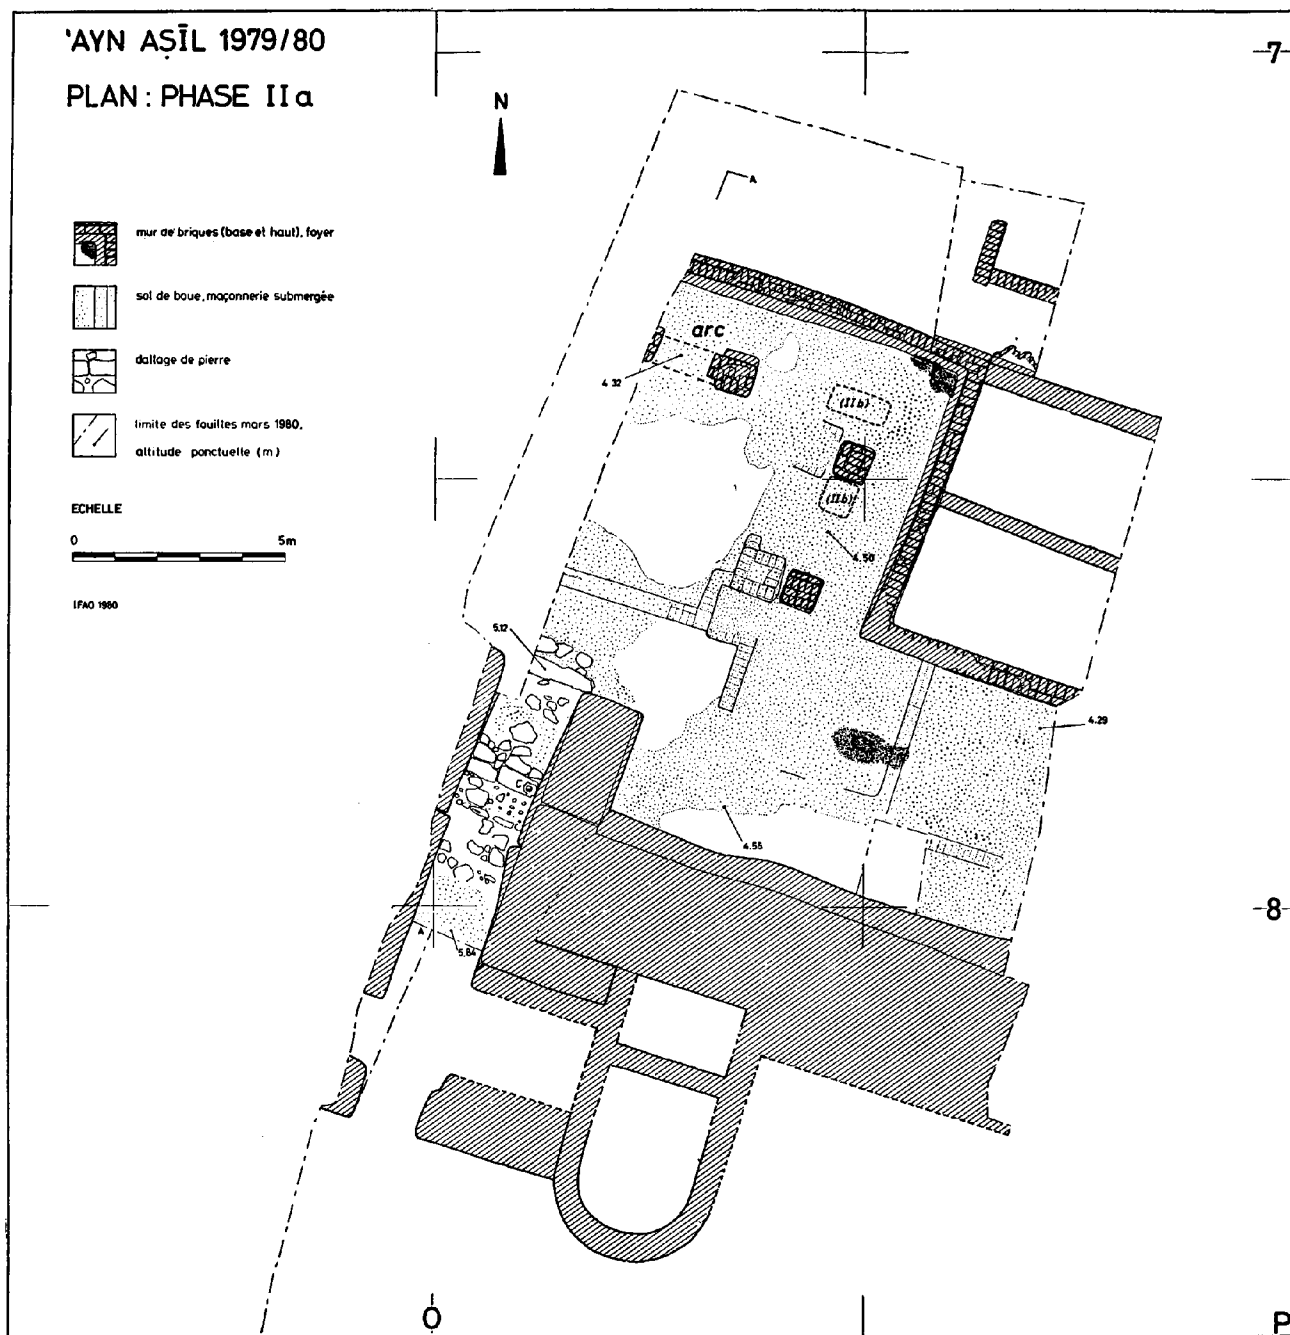 'AYN AṢĪL 1979/80
PLAN : PHASE IIa
N
7
mur de briques (base et haut), foyer
sol de boue, maçonnerie submergée
dallage de pierre
limite des fouilles mars 1980,
altitude ponctuelle (m)
ECHELLE
0 5m
IFAO 1980
A
arc
4.32
(IIb)
(IIb)
4.50
5.12
4.29
4.55
8
A
5.84
O
P